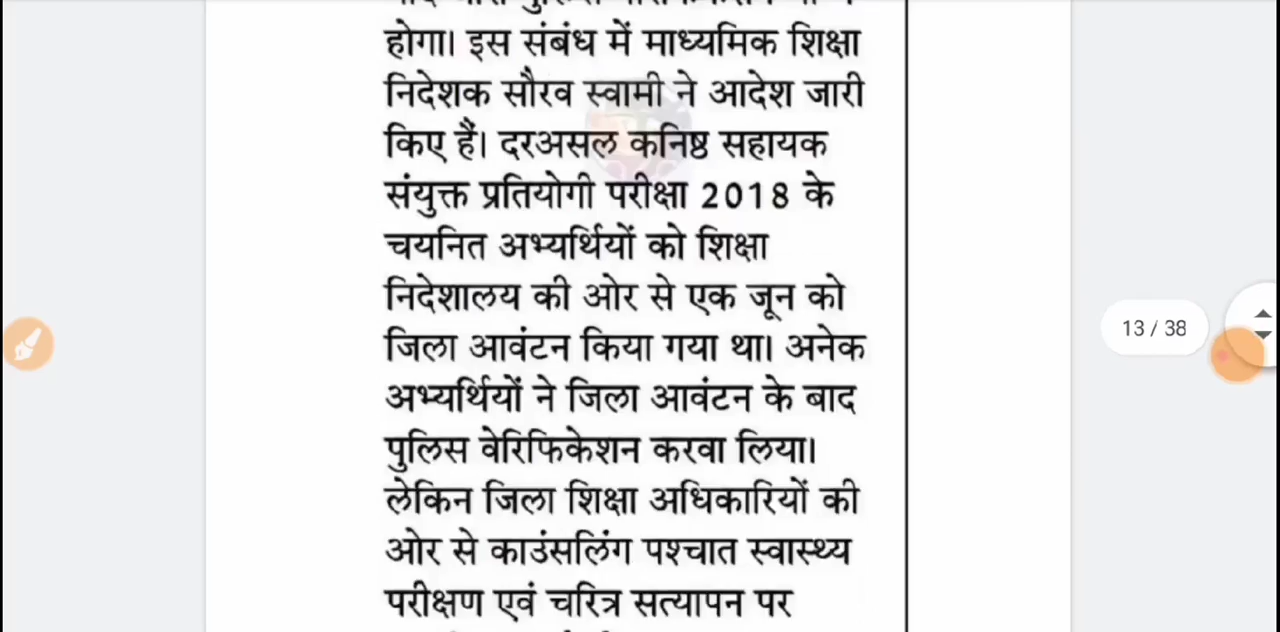 होगा। इस संबंध में माध्यमिक शिक्षा
निदेशक सौरव स्वामी ने आदेश जारी
किए हैं। दरअसल कनिष्ठ सहायक
संयुक्त प्रतियोगी परीक्षा 2018 के
चयनित अभ्यर्थियों को शिक्षा
निदेशालय की ओर से एक जून को
जिला आवंटन किया गया था। अनेक
अभ्यर्थियों ने जिला आवंटन के बाद
पुलिस वेरिफिकेशन करवा लिया।
लेकिन जिला शिक्षा अधिकारियों की
ओर से काउंसलिंग पश्चात स्वास्थ्य
परीक्षण एवं चरित्र सत्यापन पर
13 / 38